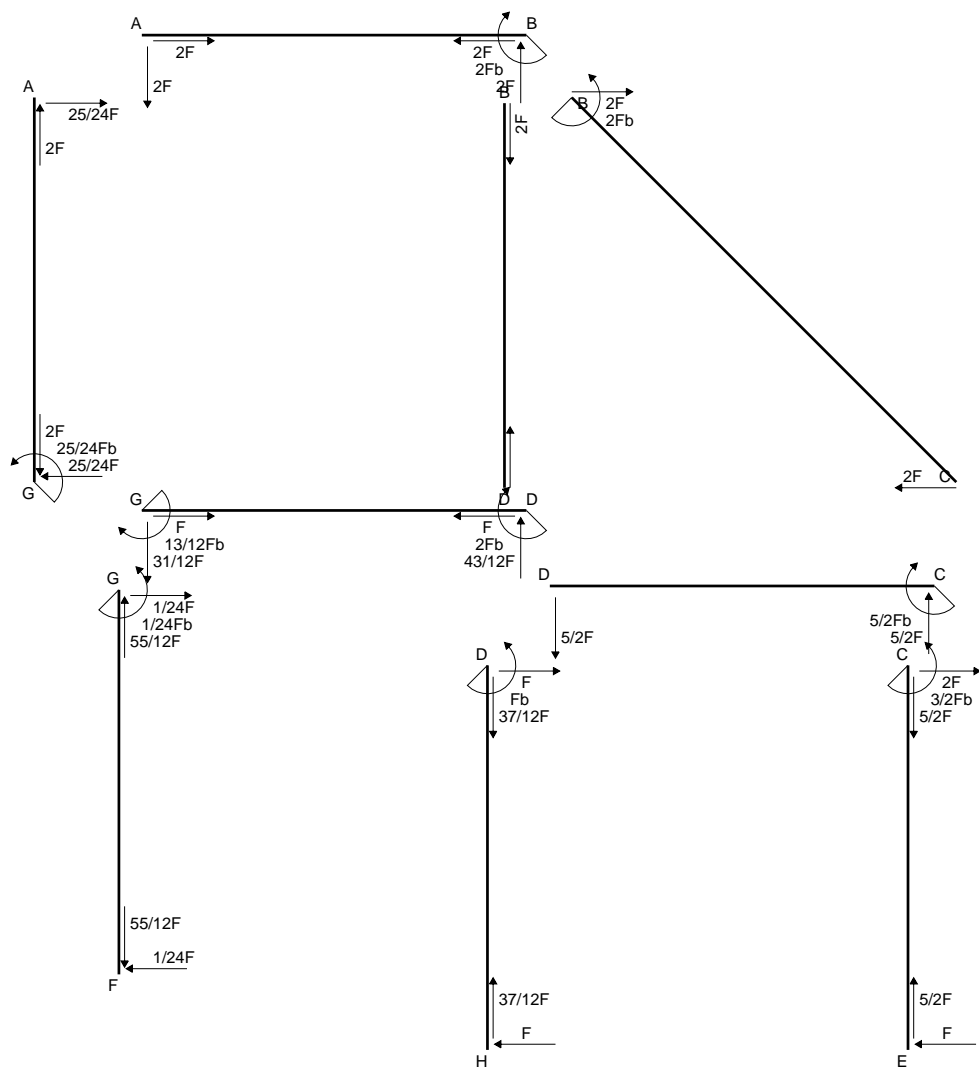 A
B
2F
2F
2Fb
2F
2F
A
25/24F
2F
B
2F
B
2F
2Fb
2F
25/24Fb
25/24F
G
2F
C
G
D
D
F
13/12Fb
31/12F
F
2Fb
43/12F
G
1/24F
1/24Fb
55/12F
D
C
5/2F
5/2Fb
5/2F
D
F
Fb
37/12F
C
2F
3/2Fb
5/2F
55/12F
1/24F
F
37/12F
F
H
5/2F
F
E